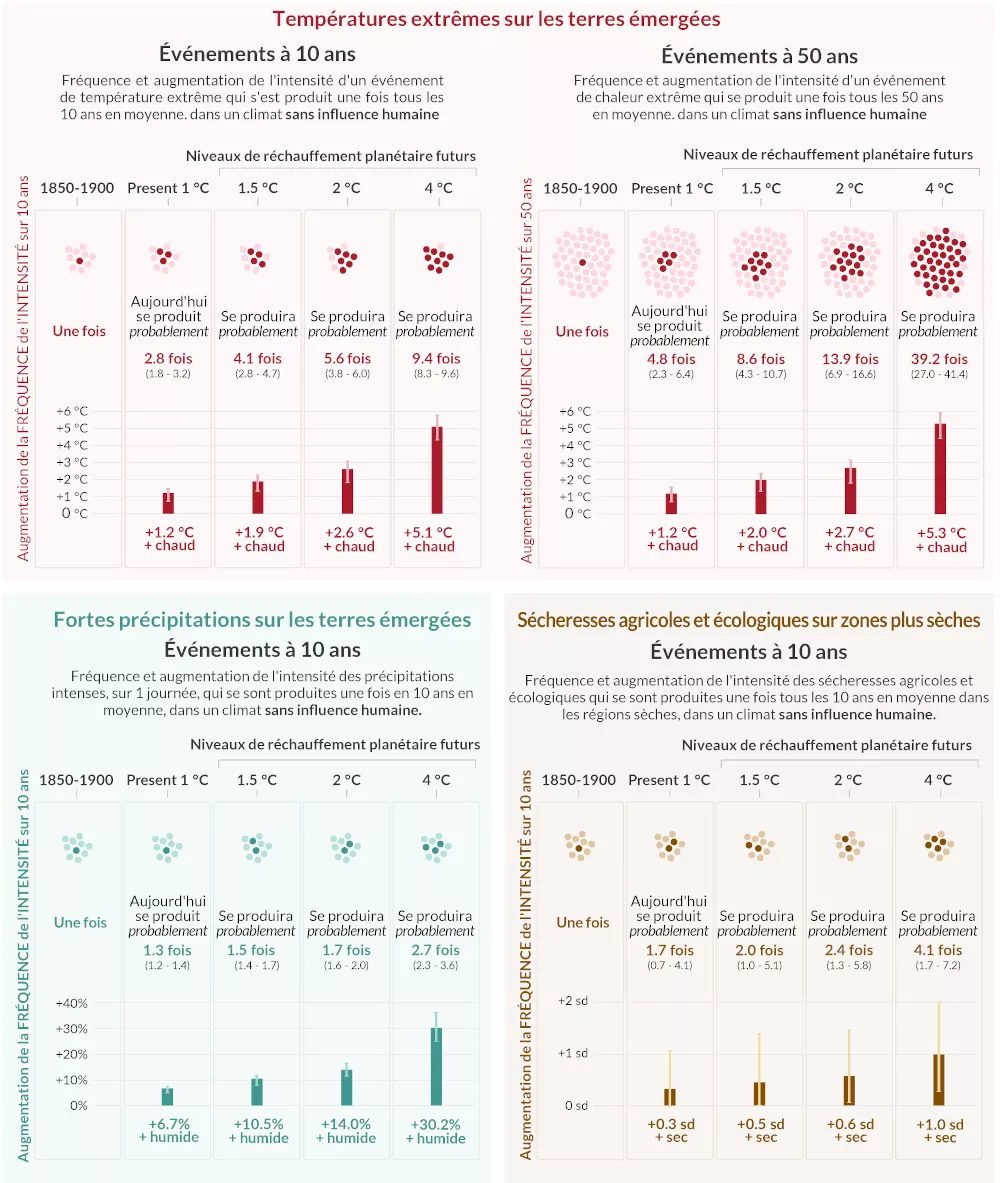 Températures extrêmes sur les terres émergées
Événements à 10 ans
Fréquence et augmentation de l'intensité d'un événement
de température extrême qui s'est produit une fois tous les
10 ans en moyenne. dans un climat sans influence humaine
Niveaux de réchauffement planétaire futurs
1850-1900 Present 1 °C 1.5 °C 2 °C 4 °C
Augmentation de la FRÉQUENCE de l'INTENSITÉ sur 10 ans
Aujourd'hui
se produit Se produira Se produira Se produira
Une fois probablement probablement probablement probablement
2.8 fois 4.1 fois 5.6 fois 9.4 fois
(1.8 - 3.2) (2.8 - 4.7) (3.8 - 6.0) (8.3 - 9.6)
+6 °C
+5 °C
+4 °C
+3 °C
+2 °C
+1 °C
0 °C
+1.2 °C +1.9 °C +2.6 °C +5.1 °C
+ chaud + chaud + chaud + chaud
Événements à 50 ans
Fréquence et augmentation de l'intensité d'un événement
de chaleur extrême qui se produit une fois tous les 50 ans
en moyenne. dans un climat sans influence humaine
Niveaux de réchauffement planétaire futurs
1850-1900 Present 1 °C 1.5 °C 2 °C 4 °C
Augmentation de la FRÉQUENCE de l'INTENSITÉ sur 50 ans
Aujourd'hui
se produit Se produira Se produira Se produira
Une fois probablement probablement probablement probablement
4.8 fois 8.6 fois 13.9 fois 39.2 fois
(2.3 - 6.4) (4.3 - 10.7) (6.9 - 16.6) (27.0 - 41.4)
+6 °C
+5 °C
+4 °C
+3 °C
+2 °C
+1 °C
0 °C
+1.2 °C +2.0 °C +2.7 °C +5.3 °C
+ chaud + chaud + chaud + chaud
Fortes précipitations sur les terres émergées
Événements à 10 ans
Fréquence et augmentation de l'intensité des précipitations
intenses, sur 1 journée, qui se sont produites une fois en 10 ans en
moyenne, dans un climat sans influence humaine.
Niveaux de réchauffement planétaire futurs
1850-1900 Present 1 °C 1.5 °C 2 °C 4 °C
Augmentation de la FRÉQUENCE de l'INTENSITÉ sur 10 ans
Aujourd'hui
se produit Se produira Se produira Se produira
Une fois probablement probablement probablement probablement
1.3 fois 1.5 fois 1.7 fois 2.7 fois
(1.2 - 1.4) (1.4 - 1.7) (1.6 - 2.0) (2.3 - 3.6)
+40%
+30%
+20%
+10%
0%
+6.7% +10.5% +14.0% +30.2%
+ humide + humide + humide + humide
Sécheresses agricoles et écologiques sur zones plus sèches
Événements à 10 ans
Fréquence et augmentation de l'intensité des sécheresses agricoles et
écologiques qui se sont produites une fois tous les 10 ans en moyenne dans
les régions sèches, dans un climat sans influence humaine.
Niveaux de réchauffement planétaire futurs
1850-1900 Present 1 °C 1.5 °C 2 °C 4 °C
Augmentation de la FRÉQUENCE de l'INTENSITÉ sur 10 ans
Aujourd'hui
se produit Se produira Se produira Se produira
Une fois probablement probablement probablement probablement
1.7 fois 2.0 fois 2.4 fois 4.1 fois
(0.7 - 4.1) (1.0 - 5.1) (1.3 - 5.8) (1.7 - 7.2)
+2 sd
+1 sd
0 sd
+0.3 sd +0.5 sd +0.6 sd +1.0 sd
+ sec + sec + sec + sec